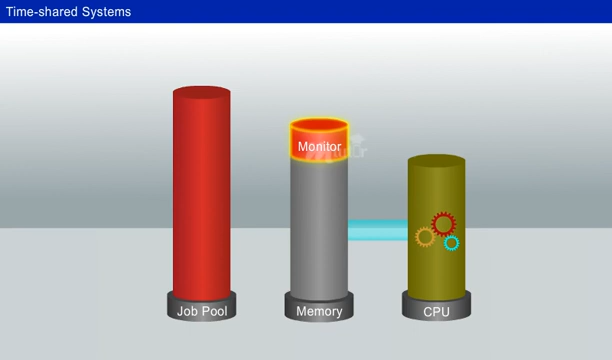 Time-shared Systems
Monitor
Job Pool
Memory
CPU